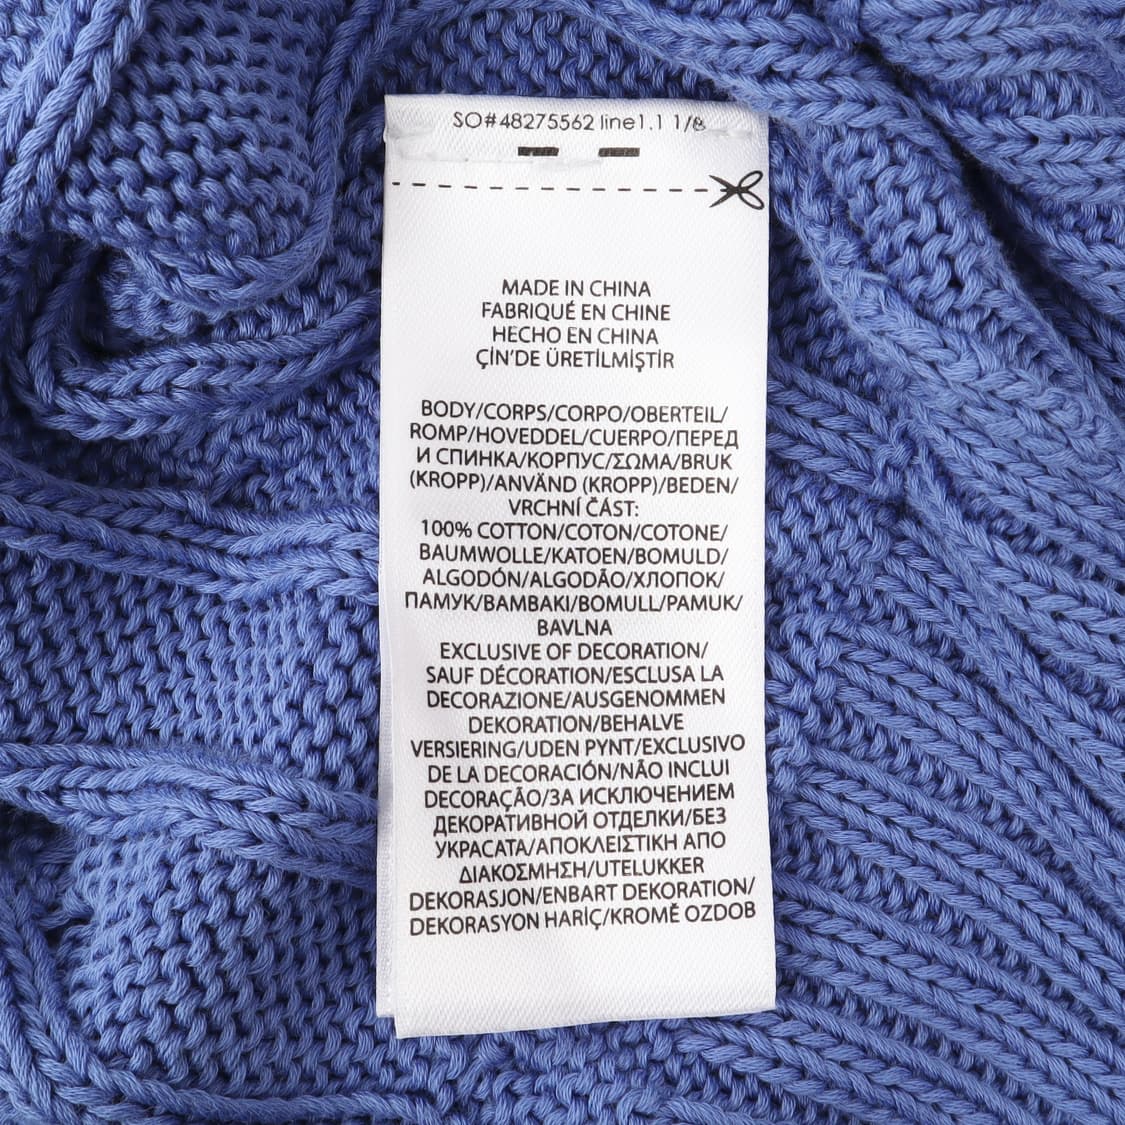 SO#48275562 line1.1 1/8
MADE IN CHINA
FABRIQUÉ EN CHINE
HECHO EN CHINA
ÇİN'DE ÜRETİLMİŞTİR
BODY/CORPS/CORPO/OBERTEIL/
ROMP/HOVEDDEL/CUERPO/ПЕРЕД
И СПИНКА/КОРПУС/ΣΩΜΑ/BRUK
(KROPP)/ANVÄND (KROPP)/BEDEN/
VRCHNÍ ČÁST:
100% COTTON/COTON/COTONE/
BAUMWOLLE/KATOEN/BOMULD/
ALGODÓN/ALGODÃO/ХЛОПОК/
ПАМУК/ΒΑΜΒΑΚΙ/BOMULL/PAMUK/
BAVLNA
EXCLUSIVE OF DECORATION/
SAUF DÉCORATION/ESCLUSA LA
DECORAZIONE/AUSGENOMMEN
DEKORATION/BEHALVE
VERSIERING/UDEN PYNT/EXCLUSIVO
DE LA DECORACIÓN/NÃO INCLUI
DECORAÇÃO/ЗА ИСКЛЮЧЕНИЕМ
ДЕКОРАТИВНОЙ ОТДЕЛКИ/БЕЗ
УКРАСАТА/ΑΠΟΚΛΕΙΣΤΙΚΗ ΑΠΟ
ΔΙΑΚΟΣΜΗΣΗ/UTELUKKER
DEKORASJON/ENBART DEKORATION/
DEKORASYON HARİÇ/KROMĚ OZDOB